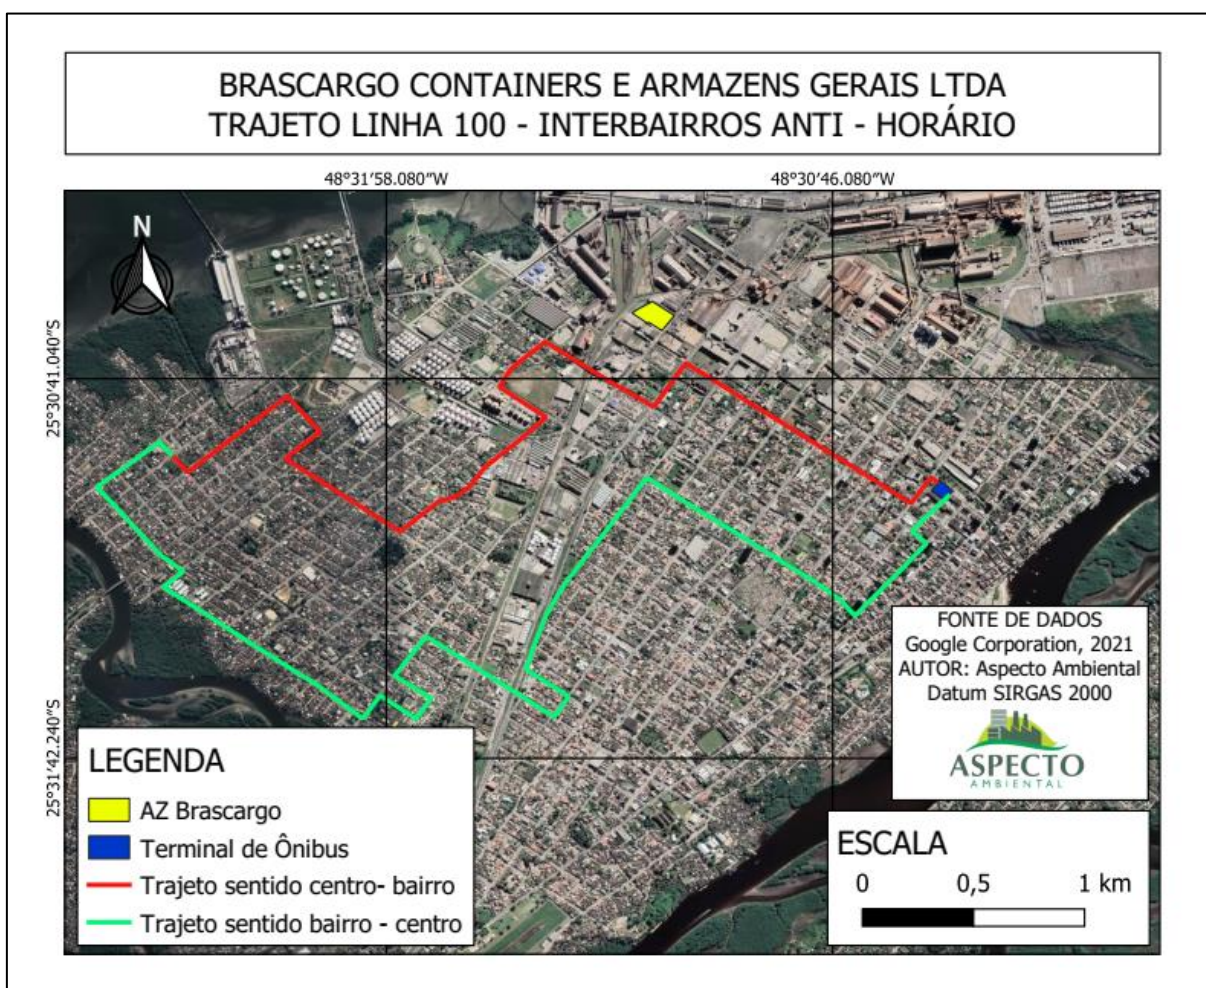 BRASCARGO CONTAINERS E ARMAZENS GERAIS LTDA
TRAJETO LINHA 100 - INTERBAIRROS ANTI - HORÁRIO
48°31′58.080″W
48°30′46.080″W
N
25°30′41.040″S
25°31′42.240″S
FONTE DE DADOS
Google Corporation, 2021
AUTOR: Aspecto Ambiental
Datum SIRGAS 2000
ASPECTO
AMBIENTAL
LEGENDA
AZ Brascargo
Terminal de Ônibus
Trajeto sentido centro- bairro
Trajeto sentido bairro - centro
ESCALA
0 0,5 1 km